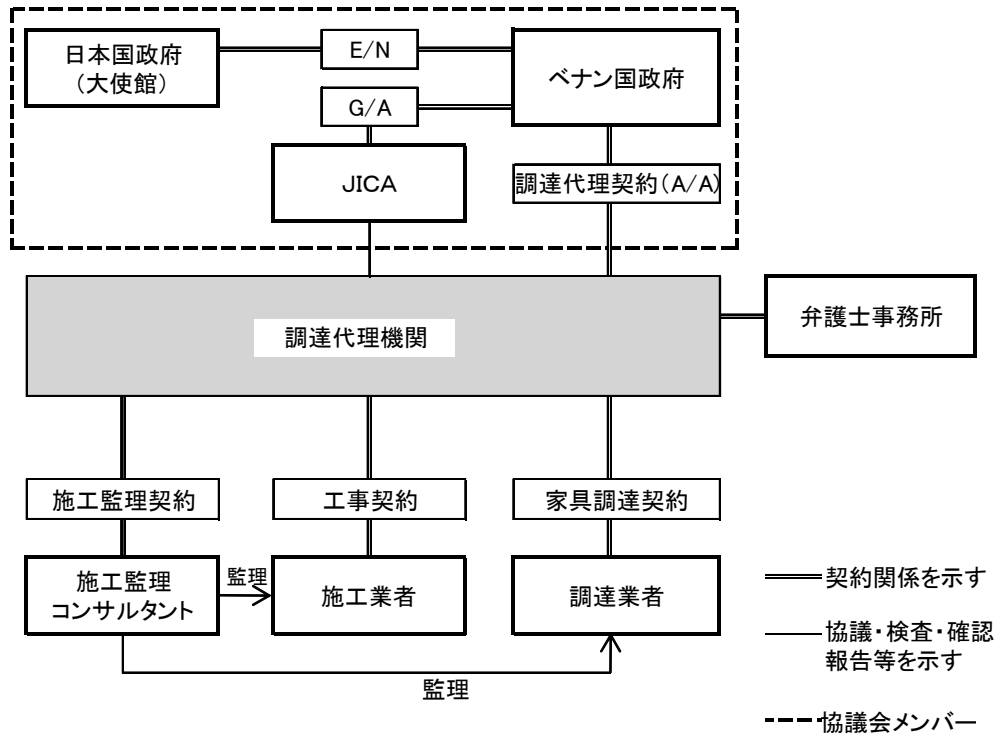 日本国政府
（大使館）
E/N
ベナン国政府
G/A
JICA
調達代理契約（A/A）
調達代理機関
弁護士事務所
施工監理契約
工事契約
家具調達契約
施工監理
コンサルタント
監理
施工業者
調達業者
監理
契約関係を示す
協議・検査・確認
報告等を示す
協議会メンバー